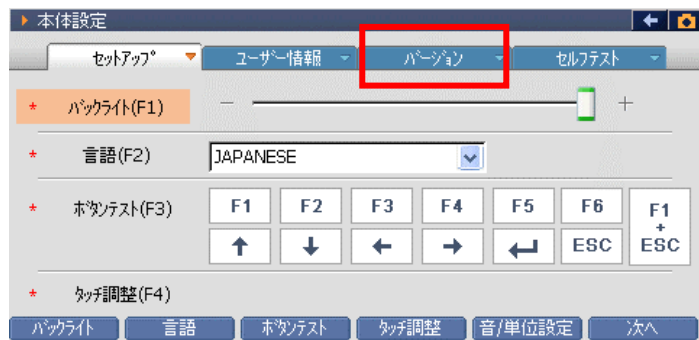 本体設定
ｾｯﾄｱｯﾌﾟ ﾕｰｻﾞｰ情報 ﾊﾞｰｼﾞｮﾝ ｾﾙﾌﾃｽﾄ
* ﾊﾞｯｸﾗｲﾄ(F1) − +
* 言語(F2) JAPANESE
* ﾎﾞﾀﾝﾃｽﾄ(F3) F1 F2 F3 F4 F5 F6 F1 + ESC
↑ ↓ ← → ↵ ESC
* ﾀｯﾁ調整(F4)
ﾊﾞｯｸﾗｲﾄ 言語 ﾎﾞﾀﾝﾃｽﾄ ﾀｯﾁ調整 音/単位設定 次へ